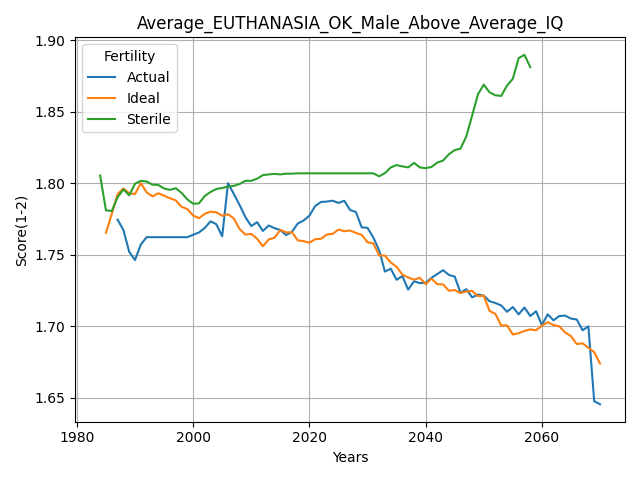 Average_EUTHANASIA_OK_Male_Above_Average_IQ
Fertility
Actual
Ideal
Sterile
Score(1-2)
1.90
1.85
1.80
1.75
1.70
1.65
1980
2000
2020
2040
2060
Years